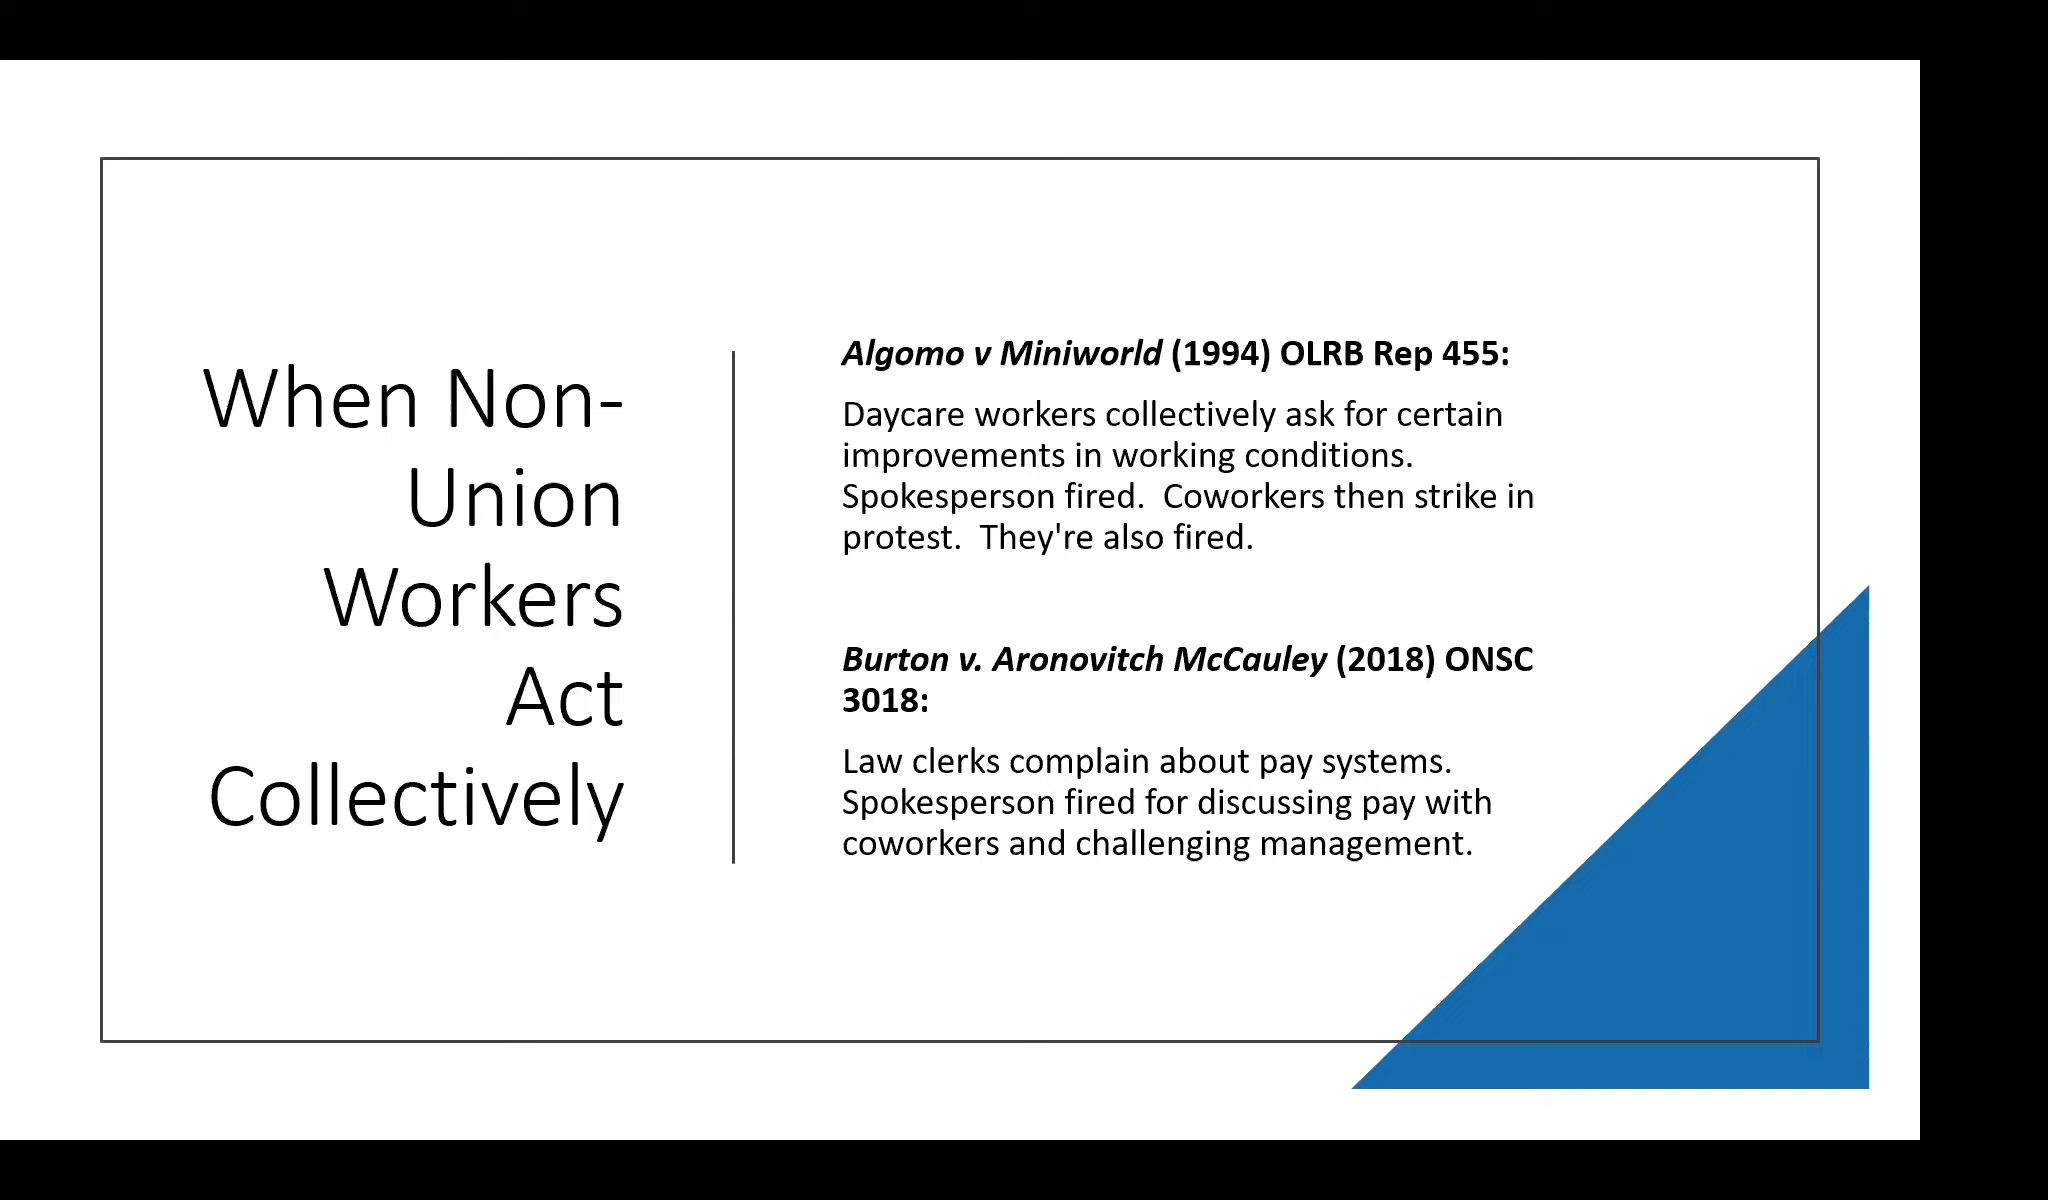 When Non-
Union
Workers
Act
Collectively
Algomo v Miniworld (1994) OLRB Rep 455:
Daycare workers collectively ask for certain
improvements in working conditions.
Spokesperson fired.  Coworkers then strike in
protest.  They're also fired.
Burton v. Aronovitch McCauley (2018) ONSC
3018:
Law clerks complain about pay systems.
Spokesperson fired for discussing pay with
coworkers and challenging management.